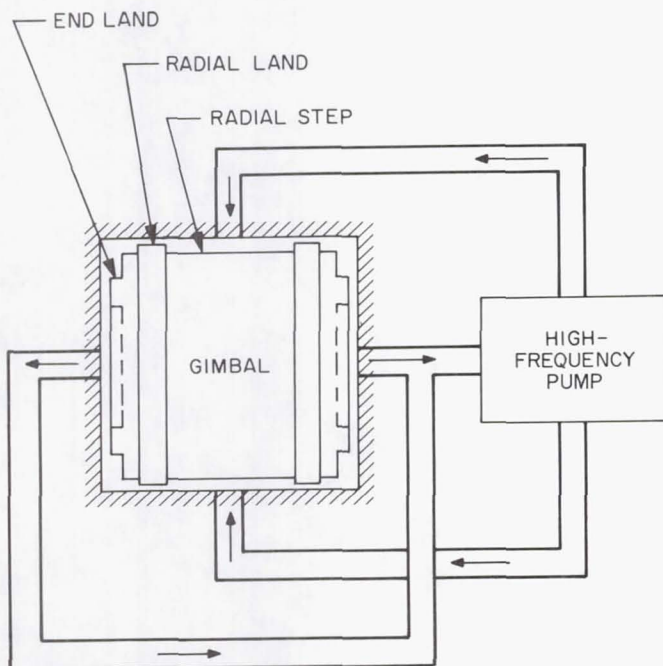 END LAND
RADIAL LAND
RADIAL STEP
GIMBAL
HIGH-
FREQUENCY
PUMP